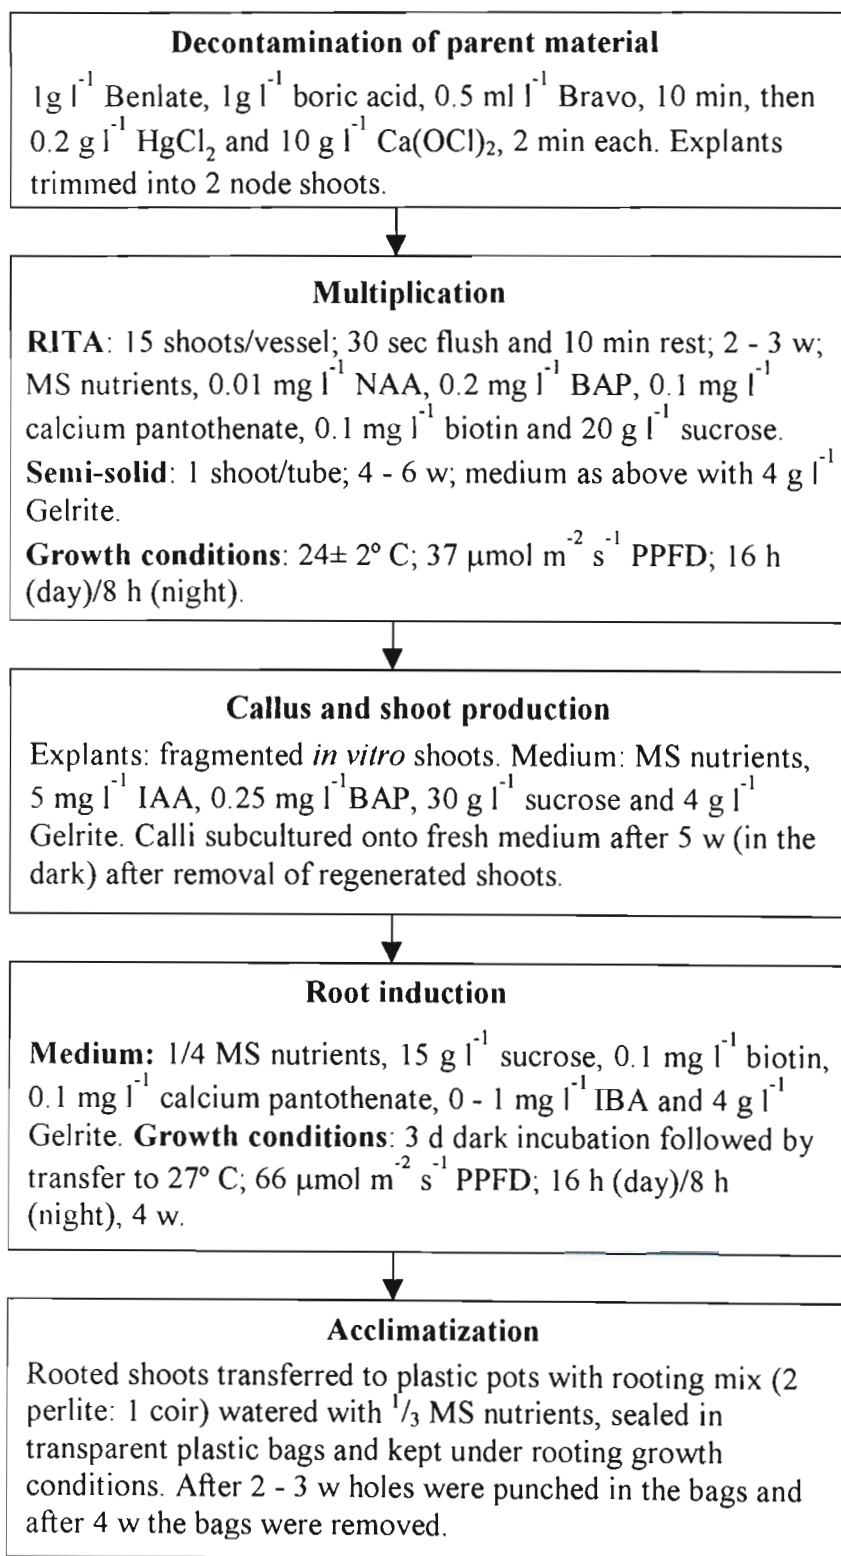 Decontamination of parent material
1g l⁻¹ Benlate, 1g l⁻¹ boric acid, 0.5 ml l⁻¹ Bravo, 10 min, then
0.2 g l⁻¹ HgCl₂ and 10 g l⁻¹ Ca(OCl)₂, 2 min each. Explants
trimmed into 2 node shoots.
Multiplication
RITA: 15 shoots/vessel; 30 sec flush and 10 min rest; 2 - 3 w;
MS nutrients, 0.01 mg l⁻¹ NAA, 0.2 mg l⁻¹ BAP, 0.1 mg l⁻¹
calcium pantothenate, 0.1 mg l⁻¹ biotin and 20 g l⁻¹ sucrose.
Semi-solid: 1 shoot/tube; 4 - 6 w; medium as above with 4 g l⁻¹
Gelrite.
Growth conditions: 24± 2º C; 37 µmol m⁻² s⁻¹ PPFD; 16 h
(day)/8 h (night).
Callus and shoot production
Explants: fragmented in vitro shoots. Medium: MS nutrients,
5 mg l⁻¹ IAA, 0.25 mg l⁻¹BAP, 30 g l⁻¹ sucrose and 4 g l⁻¹
Gelrite. Calli subcultured onto fresh medium after 5 w (in the
dark) after removal of regenerated shoots.
Root induction
Medium: 1/4 MS nutrients, 15 g l⁻¹ sucrose, 0.1 mg l⁻¹ biotin,
0.1 mg l⁻¹ calcium pantothenate, 0 - 1 mg l⁻¹ IBA and 4 g l⁻¹
Gelrite. Growth conditions: 3 d dark incubation followed by
transfer to 27º C; 66 µmol m⁻² s⁻¹ PPFD; 16 h (day)/8 h
(night), 4 w.
Acclimatization
Rooted shoots transferred to plastic pots with rooting mix (2
perlite: 1 coir) watered with ¹/₃ MS nutrients, sealed in
transparent plastic bags and kept under rooting growth
conditions. After 2 - 3 w holes were punched in the bags and
after 4 w the bags were removed.